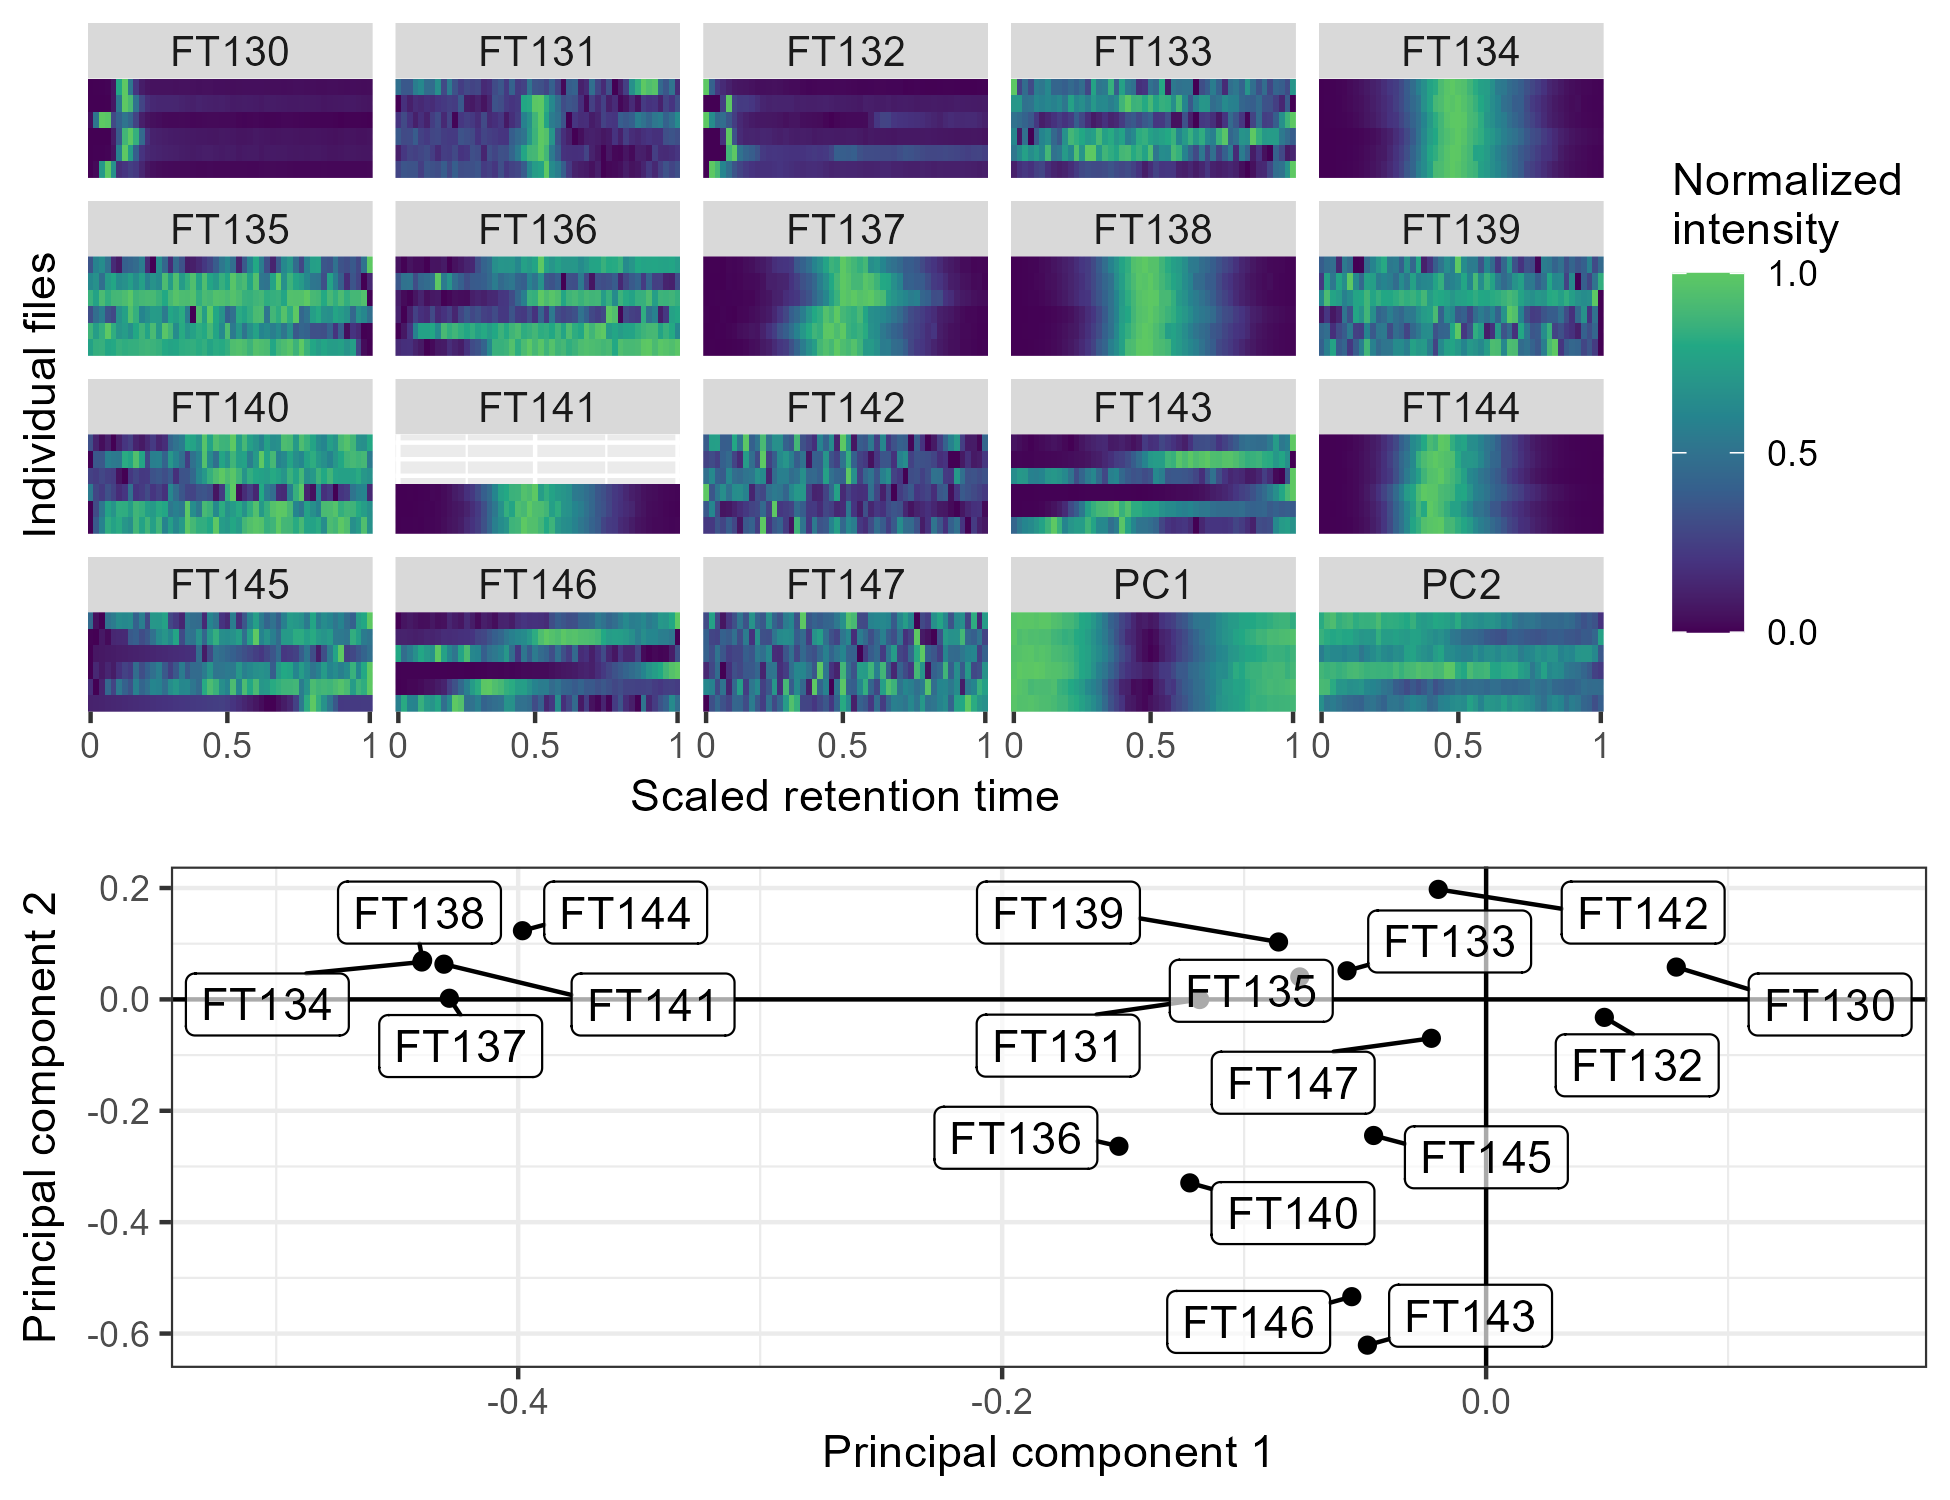 FT130 FT131 FT132 FT133 FT134
FT135 FT136 FT137 FT138 FT139
FT140 FT141 FT142 FT143 FT144
FT145 FT146 FT147 PC1 PC2
Individual files
0 0.5 1 0 0.5 1 0 0.5 1 0 0.5 1 0 0.5 1
Scaled retention time
Normalized
intensity
1.0
0.5
0.0
Principal component 2
0.2
0.0
-0.2
-0.4
-0.6
FT138 FT144 FT139 FT142
FT133
FT134 FT141 FT135 FT130
FT137 FT131 FT132
FT147
FT136 FT145
FT140
FT146 FT143
-0.4 -0.2 0.0
Principal component 1